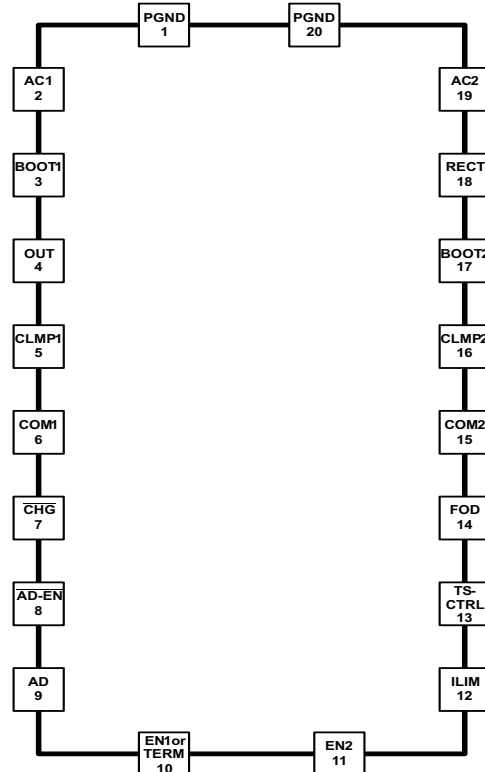 PGND
1
PGND
20
AC1
2
AC2
19
BOOT1
3
RECT
18
OUT
4
BOOT2
17
CLMP1
5
CLMP2
16
COM1
6
COM2
15
CHG
7
FOD
14
AD-EN
8
TS-
CTRL
13
AD
9
ILIM
12
EN1or
TERM
10
EN2
11